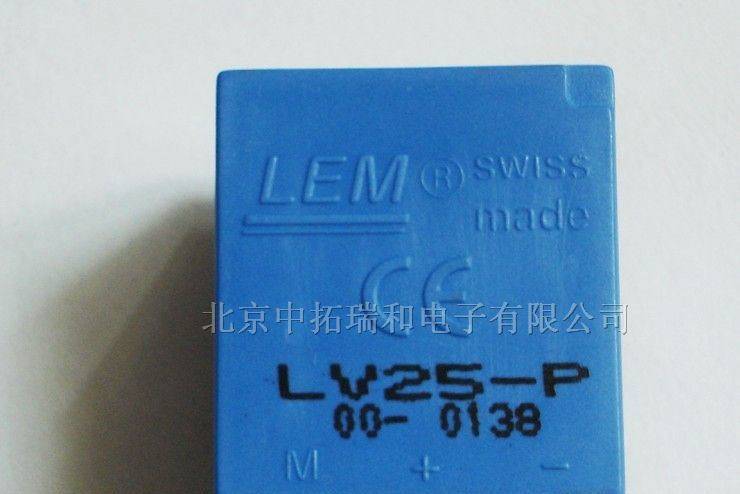 LEM® SWISS
made
CE
北京中拓瑞和电子有限公司
LV25-P
00- 0138
M + -